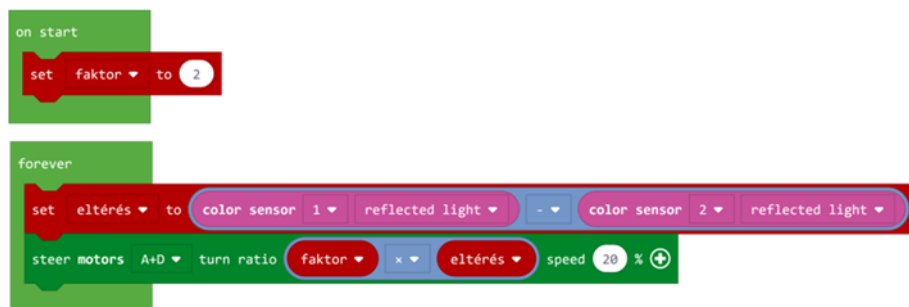 on start
set faktor to 2
forever
set eltérés to color sensor 1 reflected light - color sensor 2 reflected light
steer motors A+D turn ratio faktor × eltérés speed 20 %